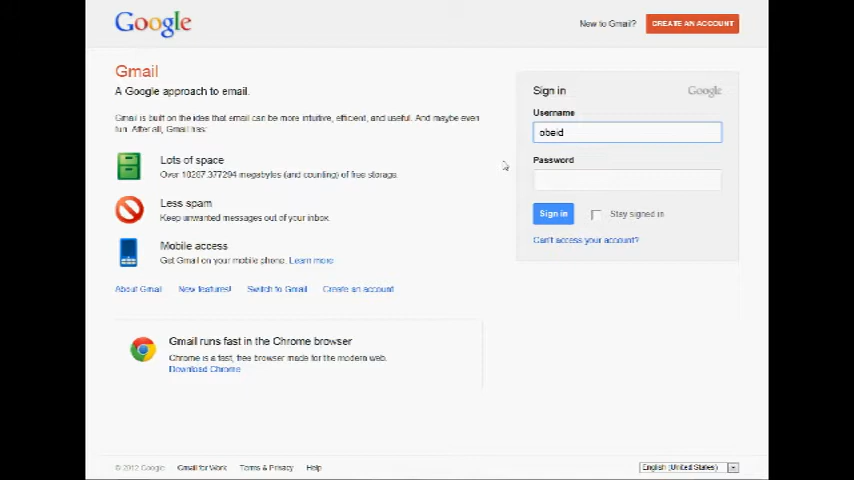 Google
New to Gmail? CREATE AN ACCOUNT
Gmail
A Google approach to email.
Gmail is built on the idea that email can be more intuitive, efficient, and useful. And maybe even
fun. After all, Gmail has:
Lots of space
Over 10267.377294 megabytes (and counting) of free storage.
Less spam
Keep unwanted messages out of your inbox.
Mobile access
Get Gmail on your mobile phone. Learn more
About Gmail New features! Switch to Gmail Create an account
Gmail runs fast in the Chrome browser
Chrome is a fast, free browser made for the modern web.
Download Chrome
Sign in Google
Username
obeid
Password
Sign in Stay signed in
Can't access your account?
© 2012 Google Gmail for Work Terms & Privacy Help
English (United States)